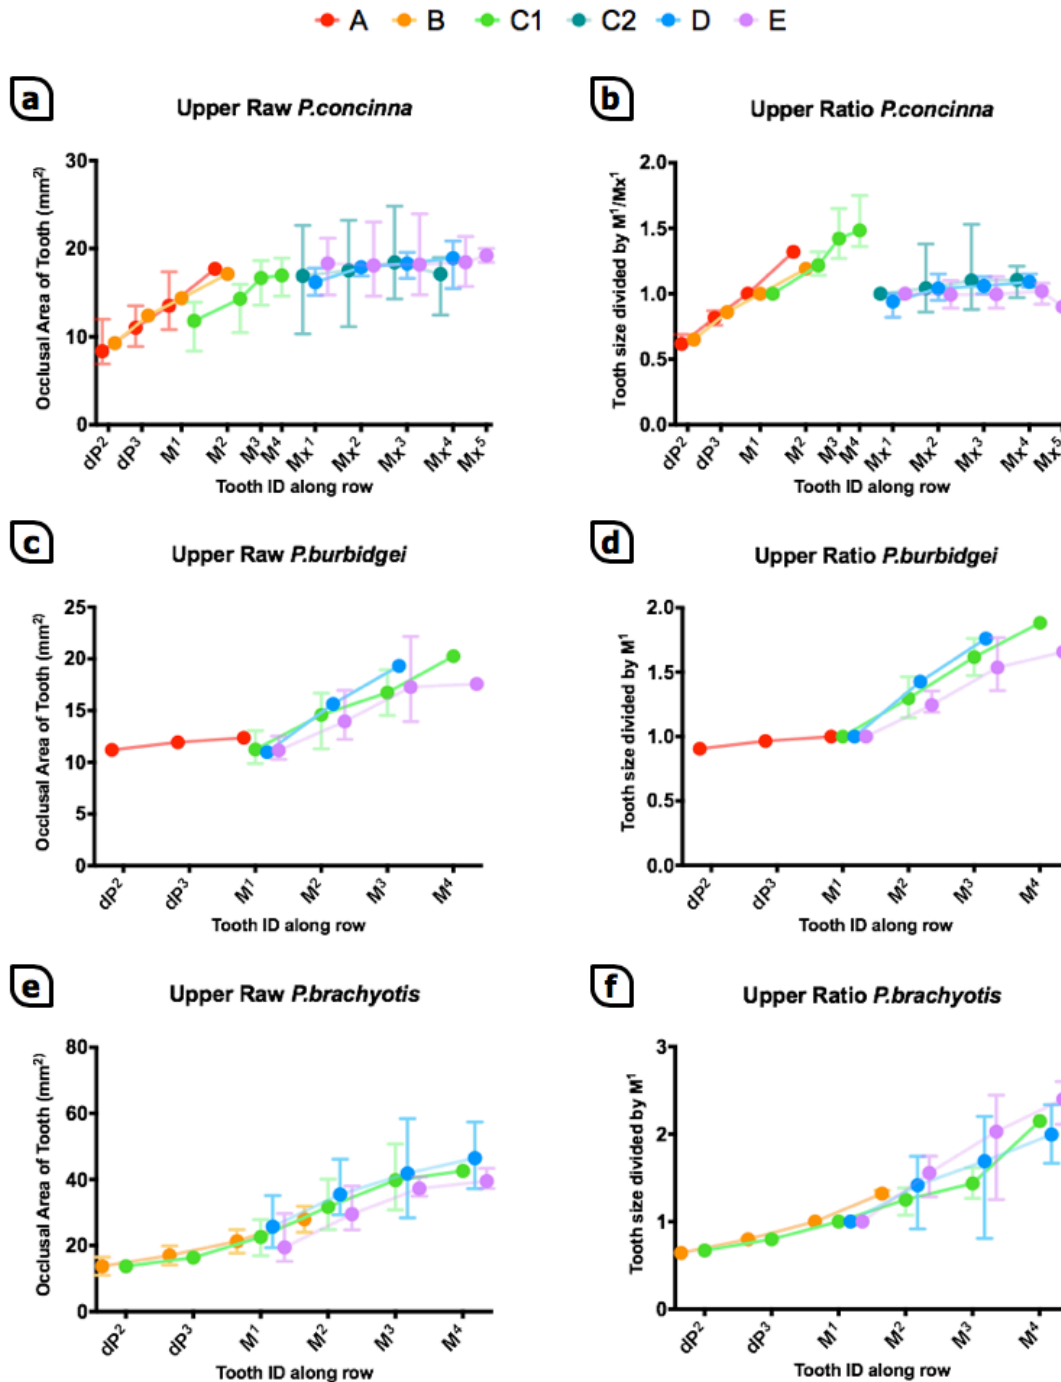 A B C1 C2 D E
a
Upper Raw P.concinna
Occlusal Area of Tooth (mm²)
30
20
10
0
dP² dP³ M¹ M² M³ M⁴ Mx¹ Mx² Mx³ Mx⁴ Mx⁵
Tooth ID along row
b
Upper Ratio P.concinna
Tooth size divided by M¹/Mx¹
2.0
1.5
1.0
0.5
0.0
dP² dP³ M¹ M² M³ M⁴ Mx¹ Mx² Mx³ Mx⁴ Mx⁵
Tooth ID along row
c
Upper Raw P.burbidgei
Occlusal Area of Tooth (mm²)
25
20
15
10
5
0
dP² dP³ M¹ M² M³ M⁴
Tooth ID along row
d
Upper Ratio P.burbidgei
Tooth size divided by M¹
2.0
1.5
1.0
0.5
0.0
dP² dP³ M¹ M² M³ M⁴
Tooth ID along row
e
Upper Raw P.brachyotis
Occlusal Area of Tooth (mm²)
80
60
40
20
0
dP² dP³ M¹ M² M³ M⁴
Tooth ID along row
f
Upper Ratio P.brachyotis
Tooth size divided by M¹
3
2
1
0
dP² dP³ M¹ M² M³ M⁴
Tooth ID along row